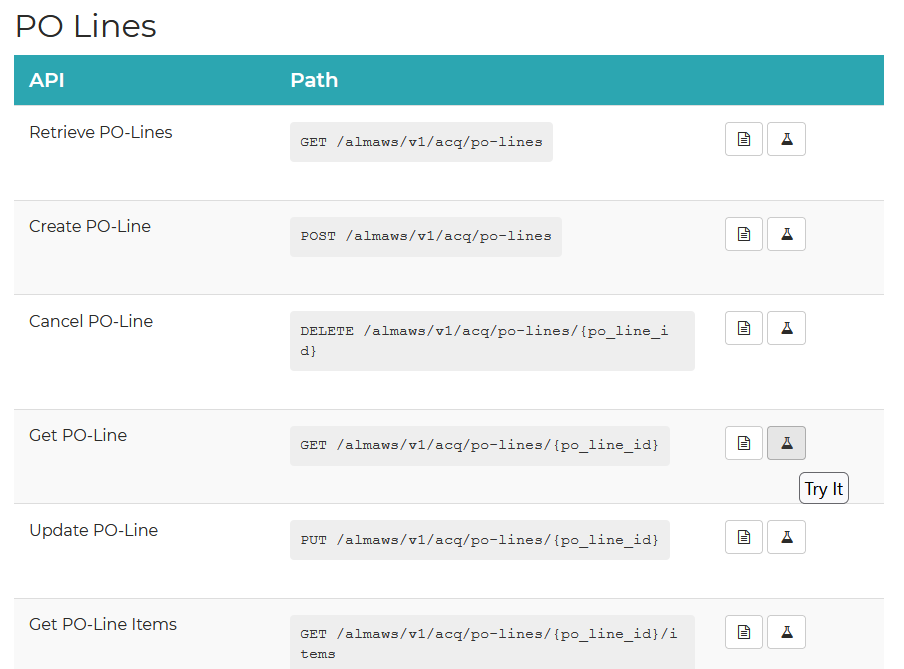 PO Lines
API Path
Retrieve PO-Lines GET /almaws/v1/acq/po-lines
Create PO-Line POST /almaws/v1/acq/po-lines
Cancel PO-Line DELETE /almaws/v1/acq/po-lines/{po_line_i
d}
Get PO-Line GET /almaws/v1/acq/po-lines/{po_line_id}
Try It
Update PO-Line PUT /almaws/v1/acq/po-lines/{po_line_id}
Get PO-Line Items GET /almaws/v1/acq/po-lines/{po_line_id}/i
tems